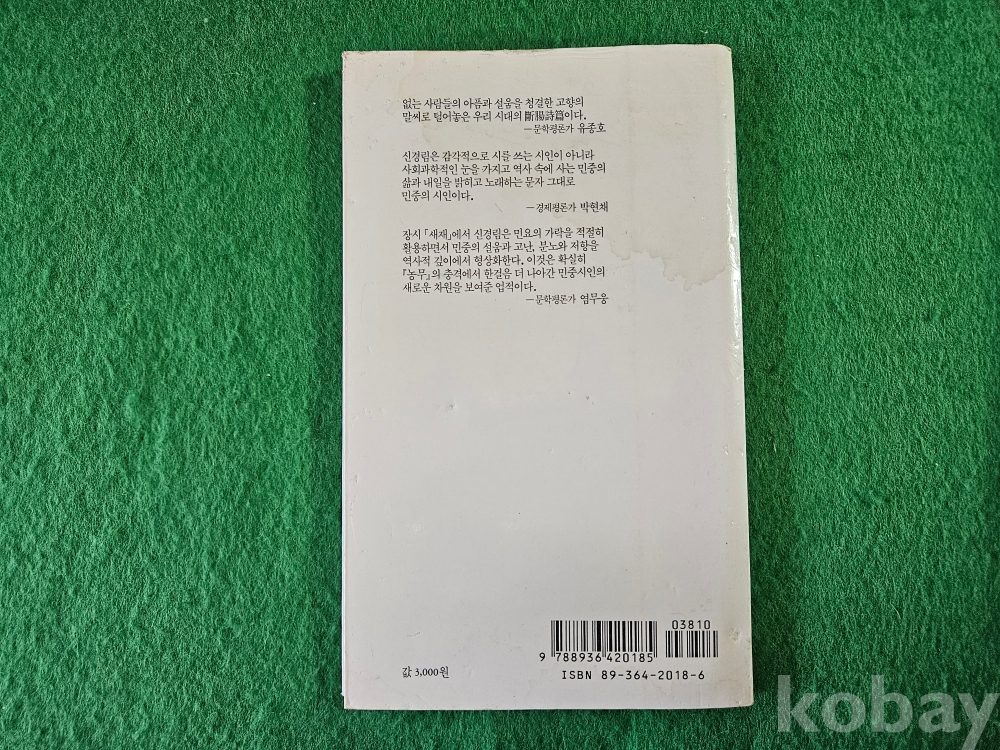 없는 사람들의 아픔과 설움을 청결한 고향의
말씨로 털어놓은 우리 시대의 斷腸詩篇이다.
—문학평론가 유종호
신경림은 감각적으로 시를 쓰는 시인이 아니라
사회과학적인 눈을 가지고 역사 속에 사는 민중의
삶과 내일을 밝히고 노래하는 문자 그대로
민중의 시인이다.
—경제평론가 박현채
장시 「새재」에서 신경림은 민요의 가락을 적절히
활용하면서 민중의 설움과 고난, 분노와 저항을
역사적 깊이에서 형상화한다. 이것은 확실히
『농무』의 충격에서 한걸음 더 나아간 민중시인의
새로운 차원을 보여준 업적이다.
—문학평론가 염무웅
03810
9 788936 420185
ISBN 89-364-2018-6
값 3,000원
kobay